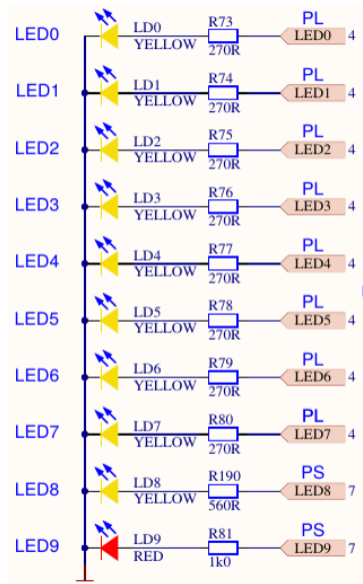 PL
LED0 LD0 R73 LED0 4
YELLOW 270R
PL
LED1 LD1 R74 LED1 4
YELLOW 270R
PL
LED2 LD2 R75 LED2 4
YELLOW 270R
PL
LED3 LD3 R76 LED3 4
YELLOW 270R
PL
LED4 LD4 R77 LED4 4
YELLOW 270R
PL
LED5 LD5 R78 LED5 4
YELLOW 270R
PL
LED6 LD6 R79 LED6 4
YELLOW 270R
PL
LED7 LD7 R80 LED7 4
YELLOW 270R
PS
LED8 LD8 R190 LED8 7
YELLOW 560R
PS
LED9 LD9 R81 LED9 7
RED 1k0